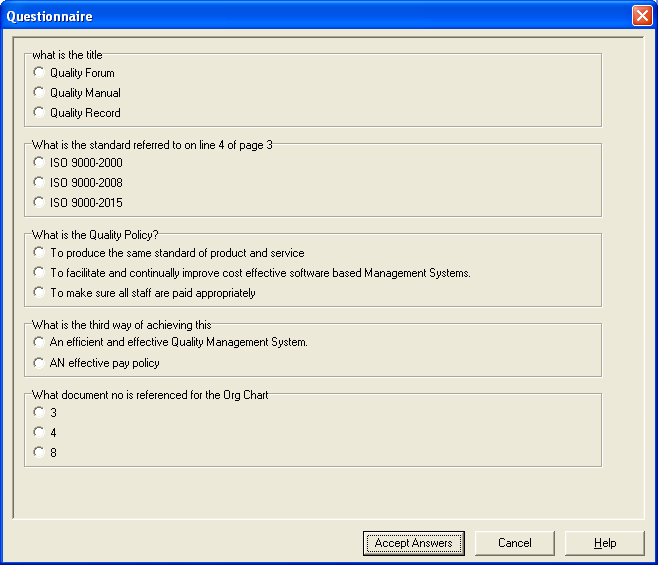 Questionnaire
what is the title
Quality Forum
Quality Manual
Quality Record
What is the standard referred to on line 4 of page 3
ISO 9000-2000
ISO 9000-2008
ISO 9000-2015
What is the Quality Policy?
To produce the same standard of product and service
To facilitate and continually improve cost effective software based Management Systems.
To make sure all staff are paid appropriately
What is the third way of achieving this
An efficient and effective Quality Management System.
AN effective pay policy
What document no is referenced for the Org Chart
3
4
8
Accept Answers Cancel Help